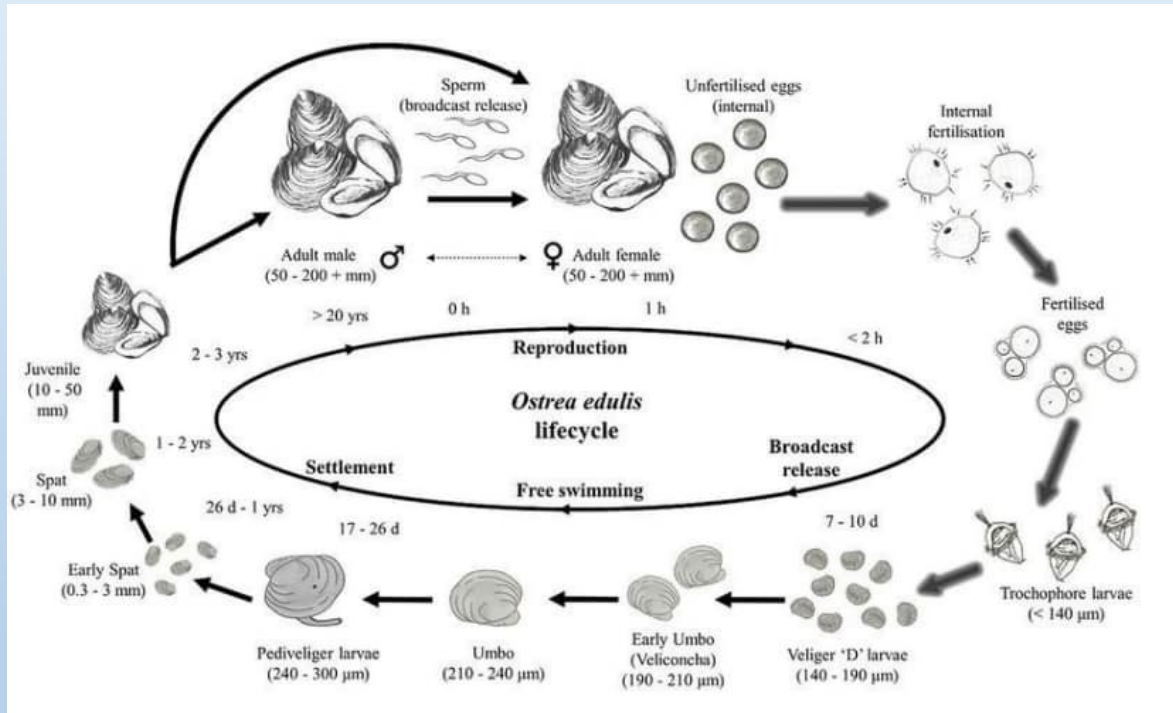 Sperm
(broadcast release)
Unfertilised eggs
(internal)
Internal
fertilisation
Adult male ♂
(50 - 200 + mm)
♀ Adult female
(50 - 200 + mm)
Fertilised
eggs
> 20 yrs
0 h
1 h
< 2 h
2 - 3 yrs
Reproduction
Juvenile
(10 - 50
mm)
Ostrea edulis
lifecycle
1 - 2 yrs
Broadcast
release
Settlement
Free swimming
Spat
(3 - 10 mm)
26 d - 1 yrs
17 - 26 d
7 - 10 d
Early Spat
(0.3 - 3 mm)
Trochophore larvae
(< 140 µm)
Pediveliger larvae
(240 - 300 µm)
Umbo
(210 - 240 µm)
Early Umbo
(Veliconcha)
(190 - 210 µm)
Veliger ‘D’ larvae
(140 - 190 µm)